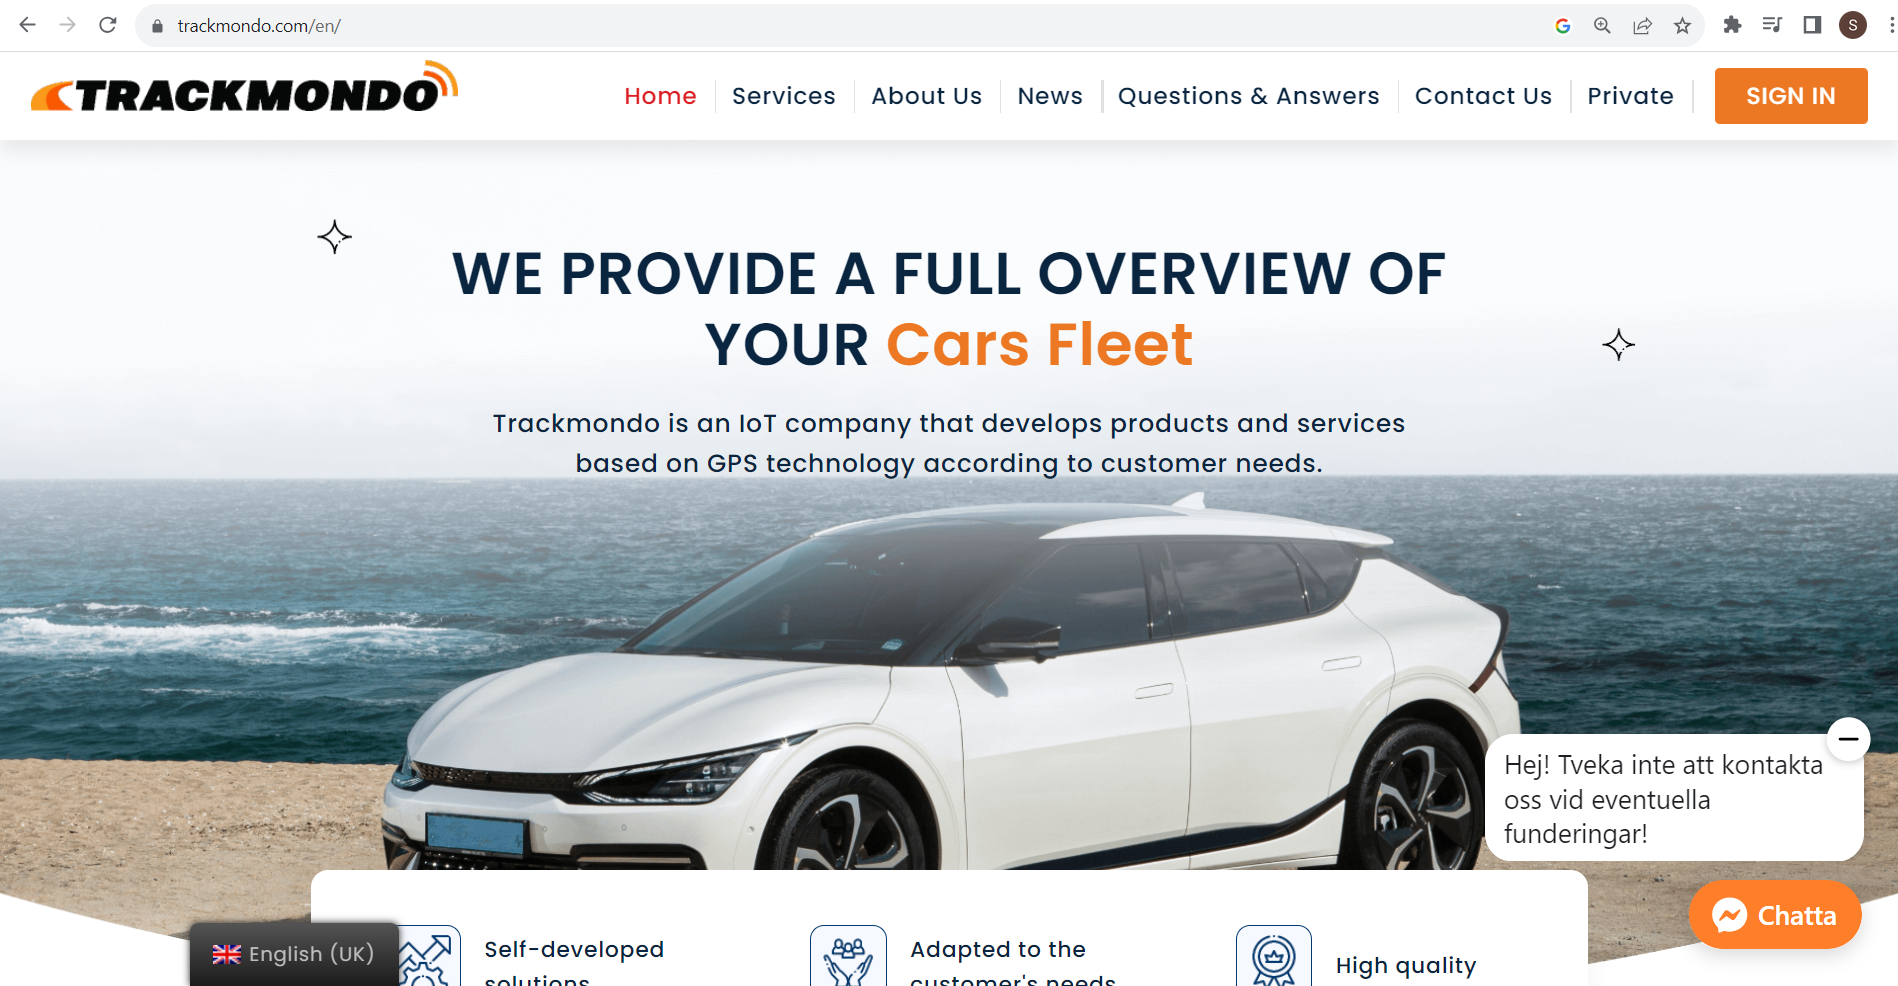 trackmondo.com/en/
S
TRACKMONDO
Home
Services
About Us
News
Questions & Answers
Contact Us
Private
SIGN IN
WE PROVIDE A FULL OVERVIEW OF
YOUR Cars Fleet
Trackmondo is an IoT company that develops products and services
based on GPS technology according to customer needs.
Hej! Tveka inte att kontakta
oss vid eventuella
funderingar!
Chatta
English (UK)
Self-developed
solutions
Adapted to the
customer's needs
High quality